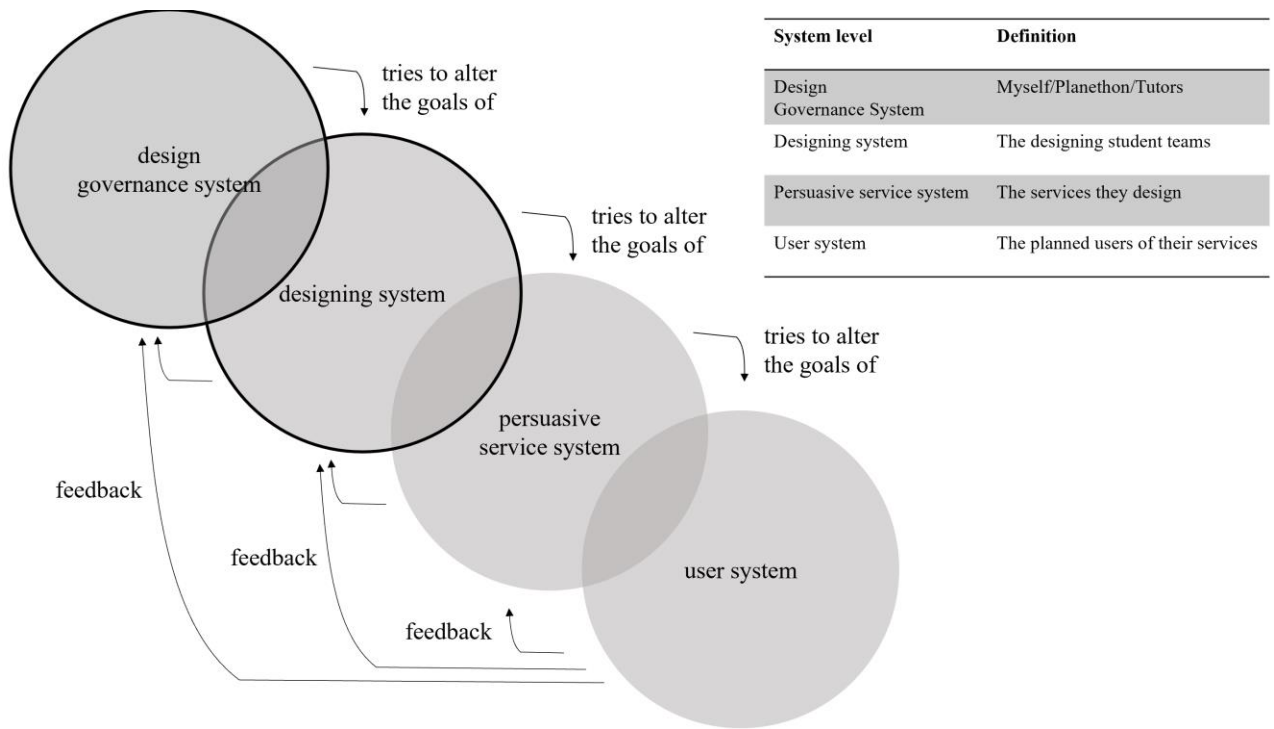 tries to alter
the goals of
design
governance system
tries to alter
the goals of
designing system
tries to alter
the goals of
persuasive
service system
user system
feedback
feedback
feedback
System level Definition
Design Myself/Planethon/Tutors
Governance System
Designing system The designing student teams
Persuasive service system The services they design
User system The planned users of their services